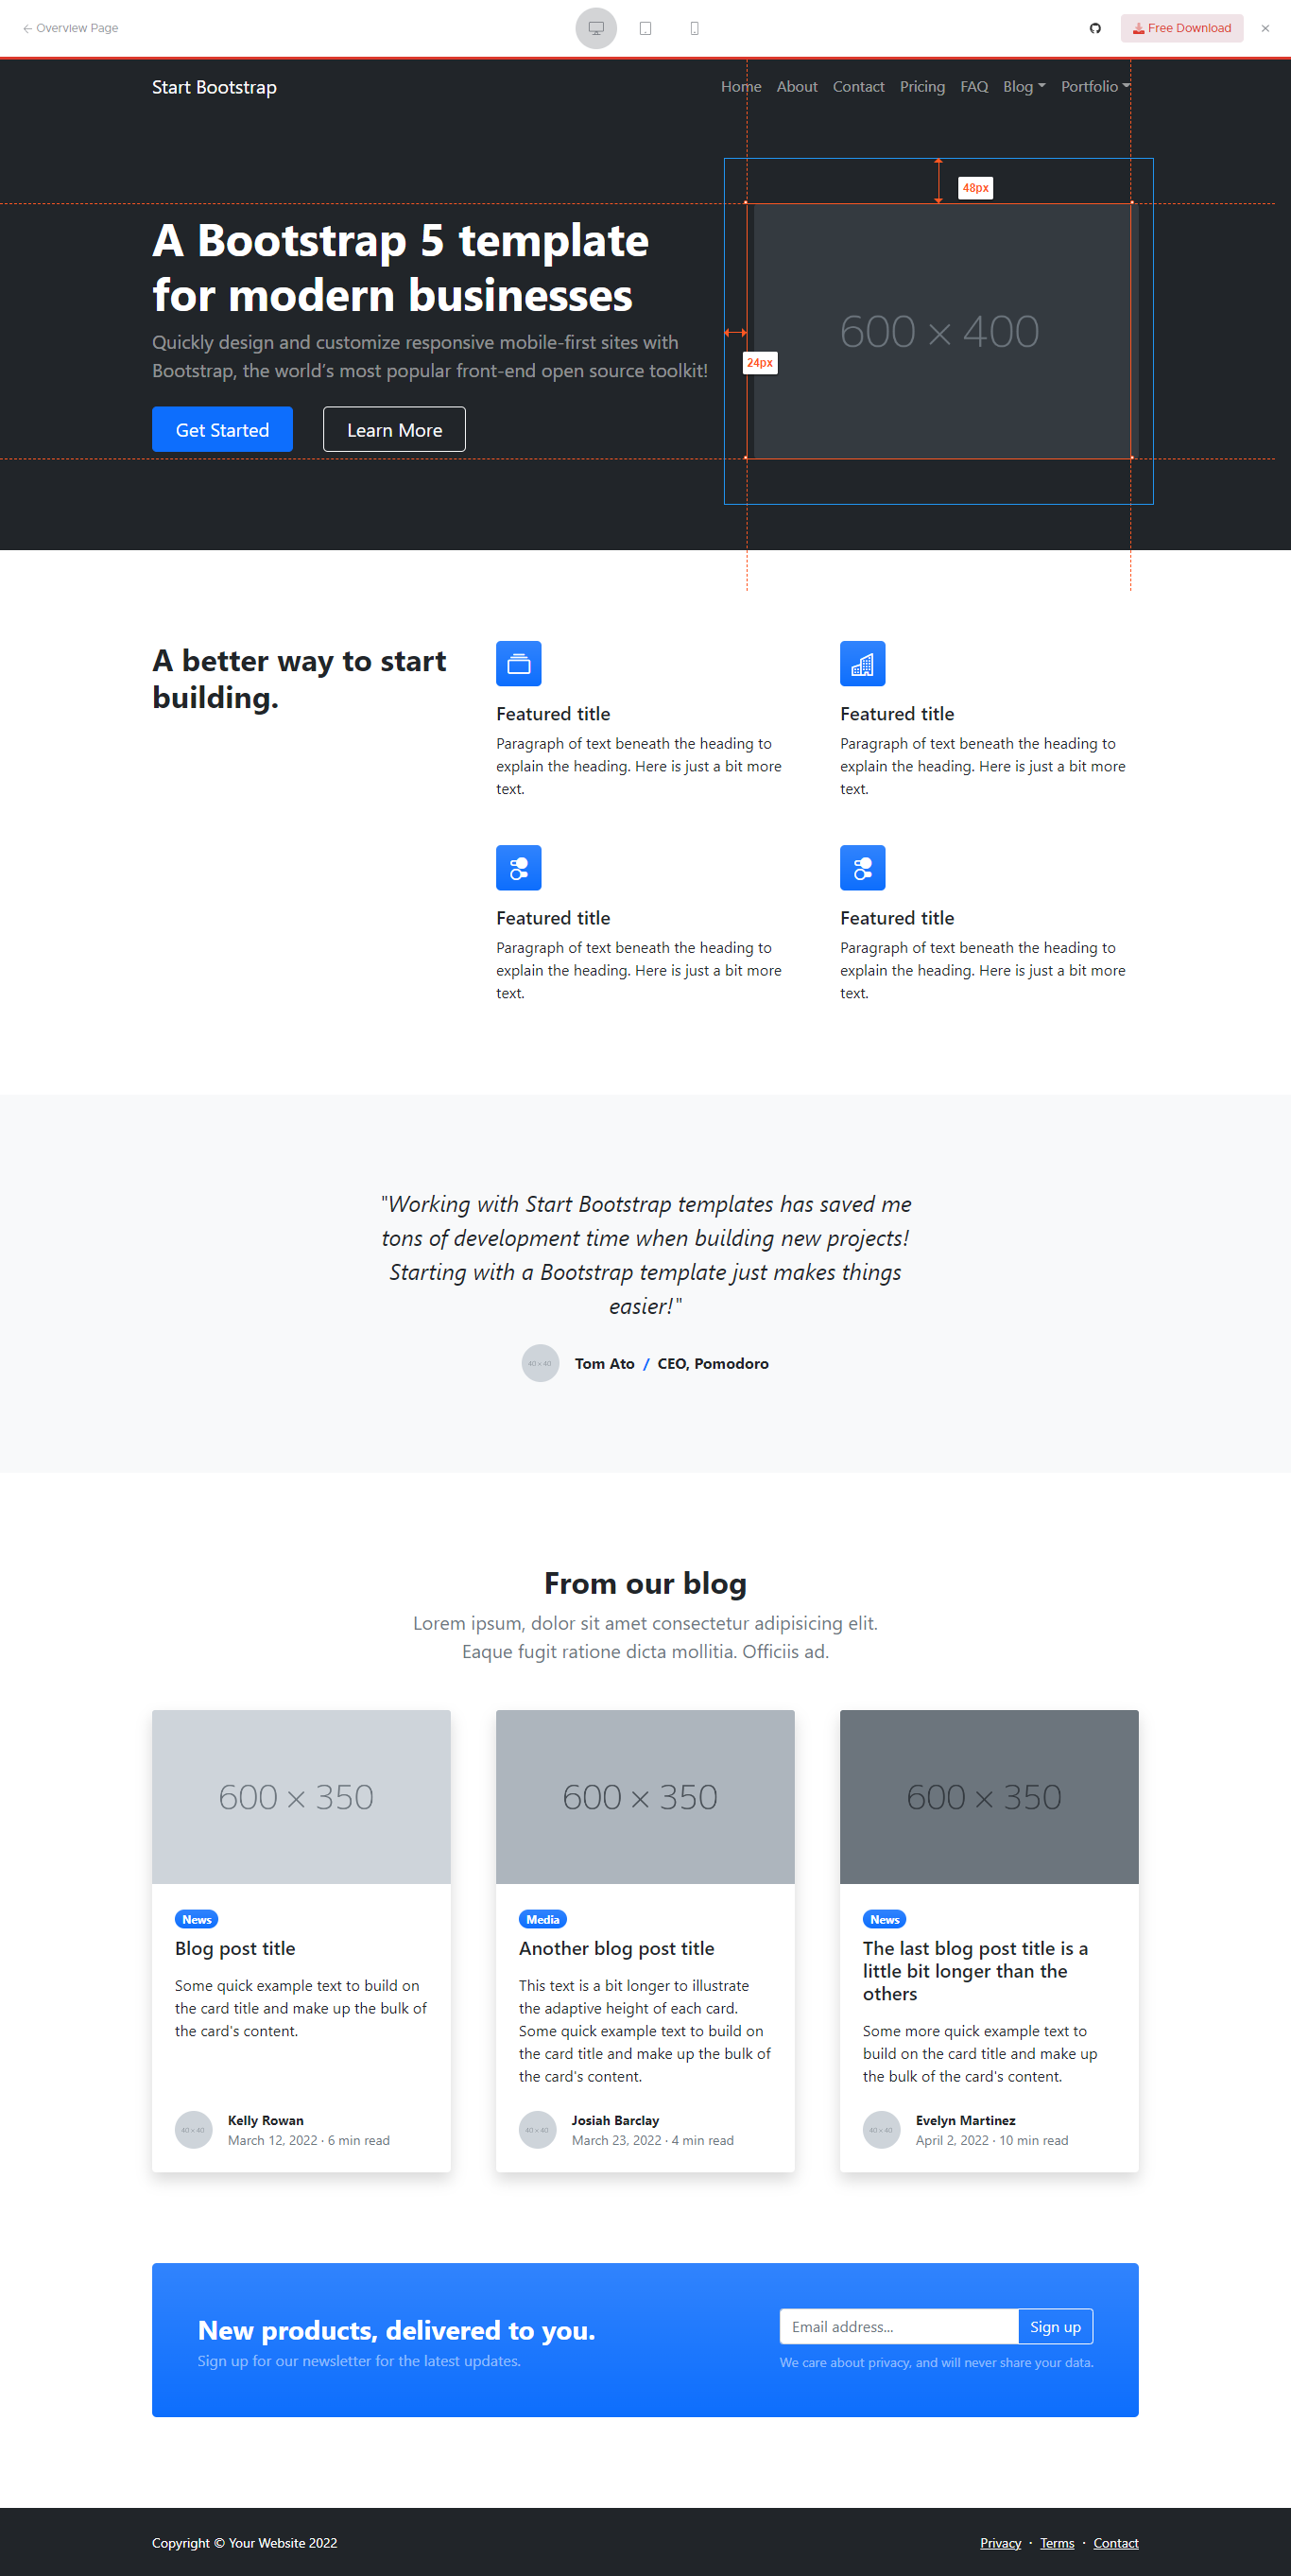 Overview Page
Free Download
Start Bootstrap
Home About Contact Pricing FAQ Blog Portfolio
48px
A Bootstrap 5 template
for modern businesses
Quickly design and customize responsive mobile-first sites with
Bootstrap, the world’s most popular front-end open source toolkit!
Get Started
Learn More
600 × 400
24px
A better way to start
building.
Featured title
Paragraph of text beneath the heading to
explain the heading. Here is just a bit more
text.
Featured title
Paragraph of text beneath the heading to
explain the heading. Here is just a bit more
text.
Featured title
Paragraph of text beneath the heading to
explain the heading. Here is just a bit more
text.
Featured title
Paragraph of text beneath the heading to
explain the heading. Here is just a bit more
text.
"Working with Start Bootstrap templates has saved me
tons of development time when building new projects!
Starting with a Bootstrap template just makes things
easier!"
40 x 40
Tom Ato / CEO, Pomodoro
From our blog
Lorem ipsum, dolor sit amet consectetur adipisicing elit.
Eaque fugit ratione dicta mollitia. Officiis ad.
600 × 350
News
Blog post title
Some quick example text to build on
the card title and make up the bulk of
the card's content.
40 x 40
Kelly Rowan
March 12, 2022 · 6 min read
600 × 350
Media
Another blog post title
This text is a bit longer to illustrate
the adaptive height of each card.
Some quick example text to build on
the card title and make up the bulk of
the card's content.
40 x 40
Josiah Barclay
March 23, 2022 · 4 min read
600 × 350
News
The last blog post title is a
little bit longer than the
others
Some more quick example text to
build on the card title and make up
the bulk of the card's content.
40 x 40
Evelyn Martinez
April 2, 2022 · 10 min read
New products, delivered to you.
Sign up for our newsletter for the latest updates.
Email address...
Sign up
We care about privacy, and will never share your data.
Copyright © Your Website 2022
Privacy · Terms · Contact